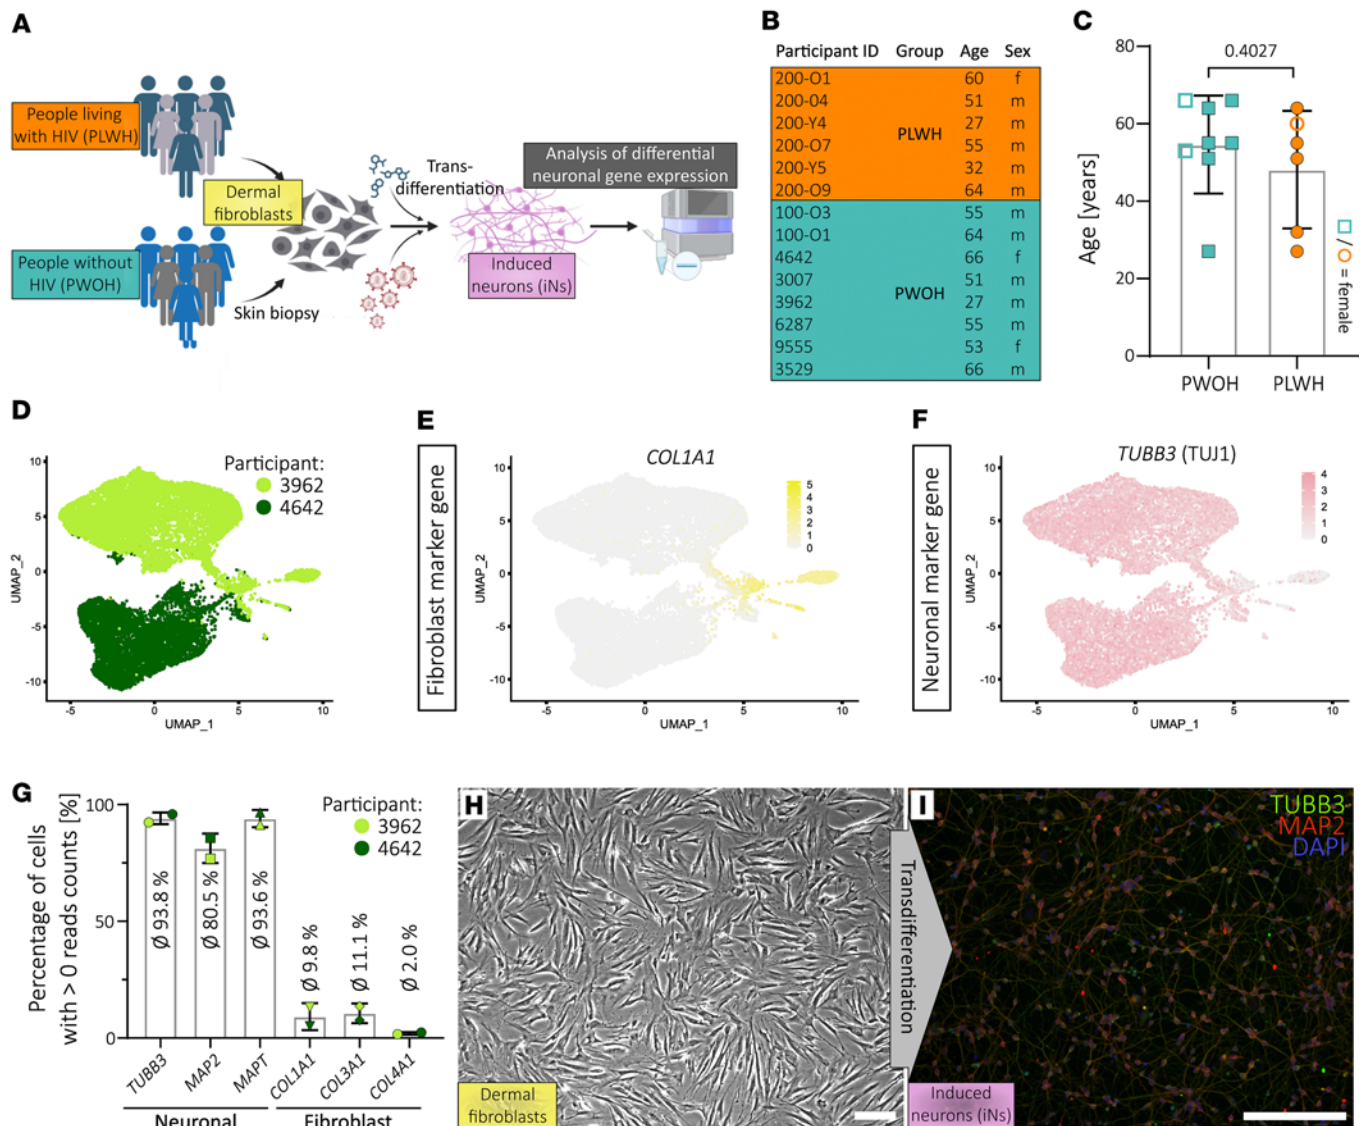 A
People living
with HIV (PLWH)
People without
HIV (PWOH)
Dermal
fibroblasts
Skin biopsy
Trans-
differentiation
Induced
neurons (iNs)
Analysis of differential
neuronal gene expression
B
Participant ID Group Age Sex
200-O1 60 f
200-04 51 m
200-Y4 27 m
PLWH
200-O7 55 m
200-Y5 32 m
200-O9 64 m
100-O3 55 m
100-O1 64 m
4642 66 f
3007 51 m
PWOH
3962 27 m
6287 55 m
9555 53 f
3529 66 m
C
0.4027
Age [years]
80
60
40
20
0
PWOH PLWH
□ / O = female
D
Participant:
3962
4642
UMAP_2
10
5
0
-5
-10
-5 0 5 10
UMAP_1
E
Fibroblast marker gene
COL1A1
5
4
3
2
1
0
UMAP_2
10
5
0
-5
-10
-5 0 5 10
UMAP_1
F
Neuronal marker gene
TUBB3 (TUJ1)
4
3
2
1
0
UMAP_2
10
5
0
-5
-10
-5 0 5 10
UMAP_1
G
Percentage of cells
with > 0 reads counts [%]
Participant:
3962
4642
100
50
0
Ø 93.8 %
Ø 80.5 %
Ø 93.6 %
Ø 9.8 %
Ø 11.1 %
Ø 2.0 %
TUBB3
MAP2
MAPT
COL1A1
COL3A1
COL4A1
Neuronal Fibroblast
H
Dermal
fibroblasts
Transdifferentiation
I
TUBB3
MAP2
DAPI
Induced
neurons (iNs)